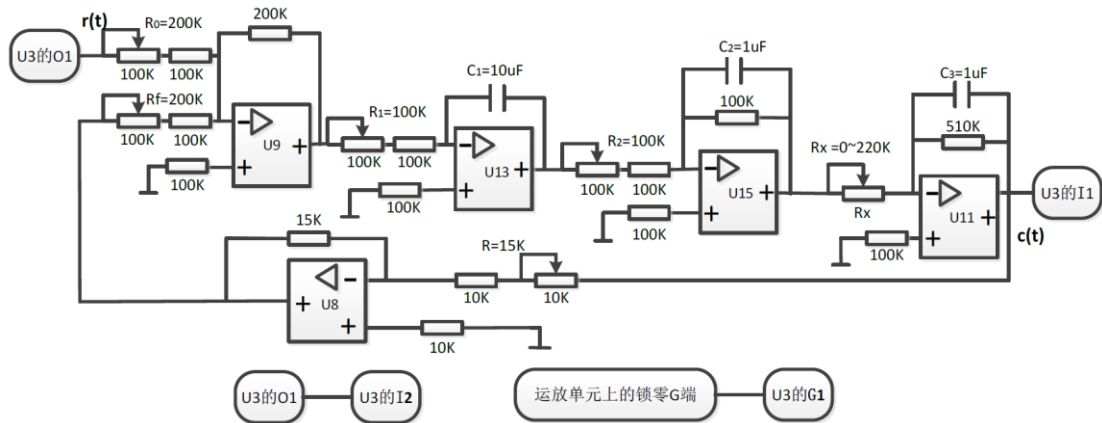 r(t)
U3的O1
R₀=200K
100K
100K
200K
Rf=200K
100K
100K
U9
100K
R₁=100K
100K
100K
C₁=10uF
U13
100K
R₂=100K
100K
100K
C₂=1uF
100K
U15
100K
Rx =0~220K
Rx
C₃=1uF
510K
U11
100K
U3的I1
c(t)
15K
U8
10K
R=15K
10K
10K
U3的O1
U3的I2
运放单元上的锁零G端
U3的G1